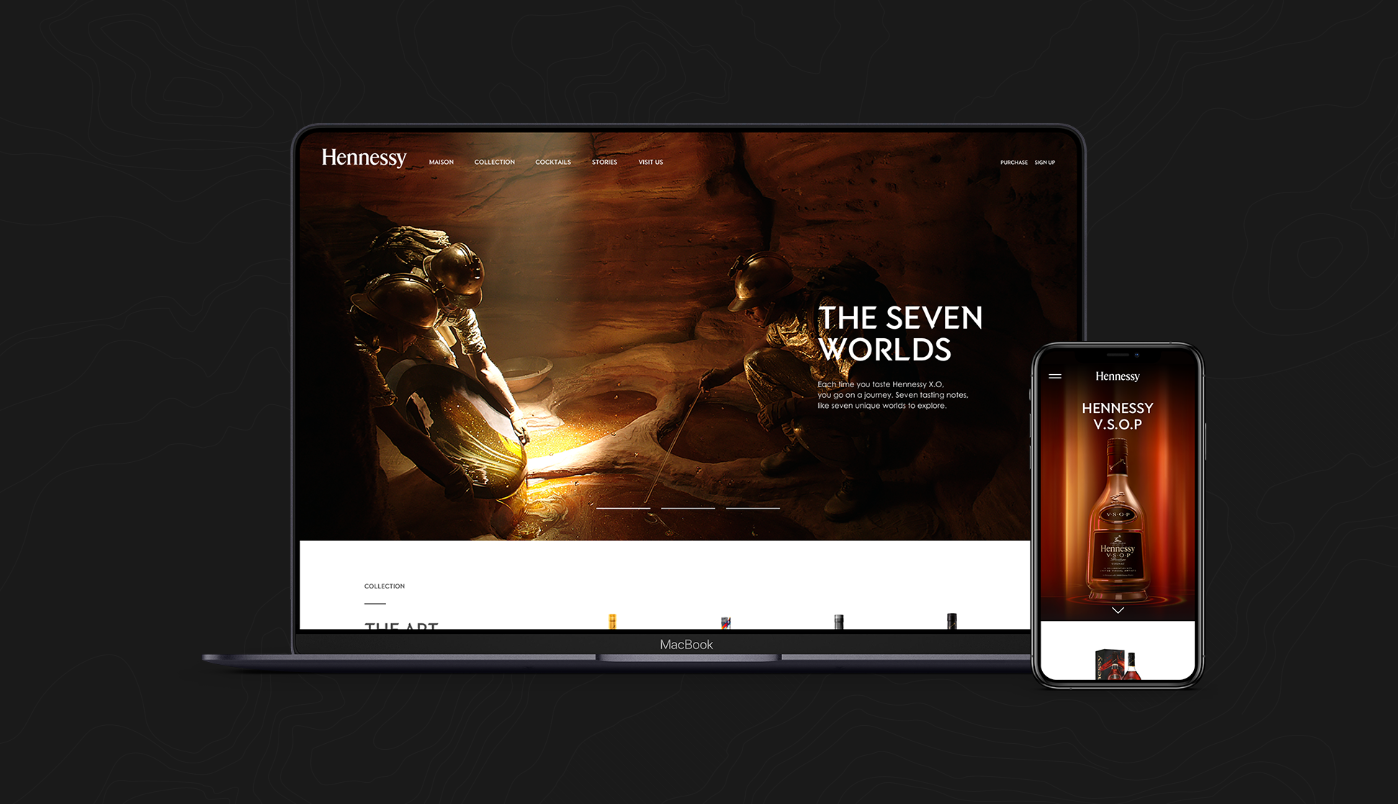 Hennessy
MAISON
COLLECTION
COCKTAILS
STORIES
VISIT US
PURCHASE
SIGN UP
THE SEVEN
WORLDS
Each time you taste Hennessy X.O,
you go on a journey. Seven tasting notes,
like seven unique worlds to explore.
COLLECTION
THE ART
MacBook
Hennessy
HENNESSY
V.S.O.P
V·S·O·P
Hennessy
V·S·O·P